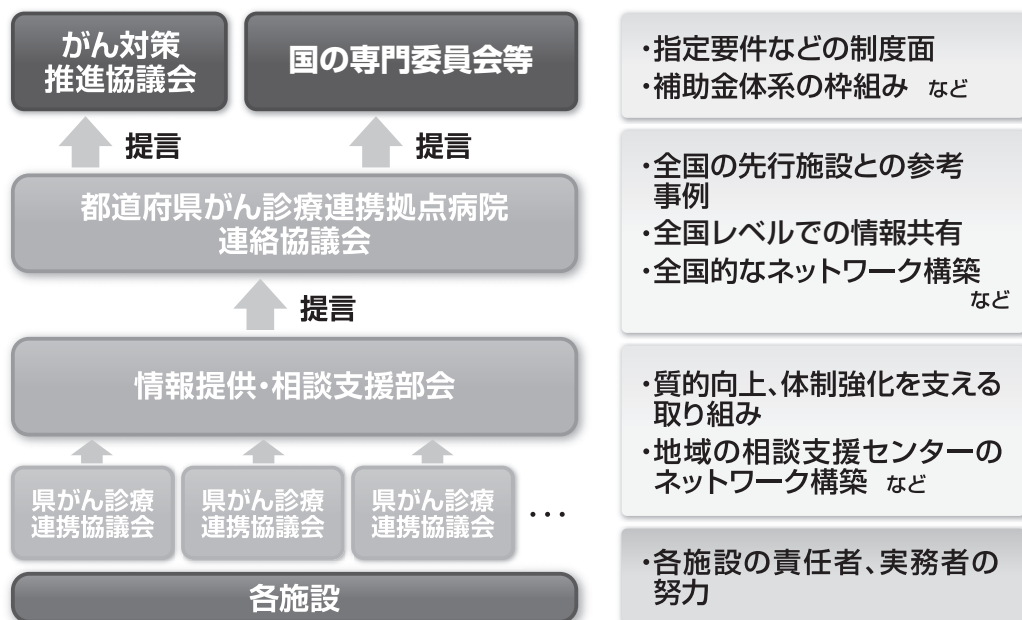 がん対策
推進協議会
国の専門委員会等
提言
提言
都道府県がん診療連携拠点病院
連絡協議会
提言
情報提供・相談支援部会
県がん診療
連携協議会
県がん診療
連携協議会
県がん診療
連携協議会
…
各施設
・指定要件などの制度面
・補助金体系の枠組み など
・全国の先行施設との参考
事例
・全国レベルでの情報共有
・全国的なネットワーク構築
など
・質的向上、体制強化を支える
取り組み
・地域の相談支援センターの
ネットワーク構築 など
・各施設の責任者、実務者の
努力